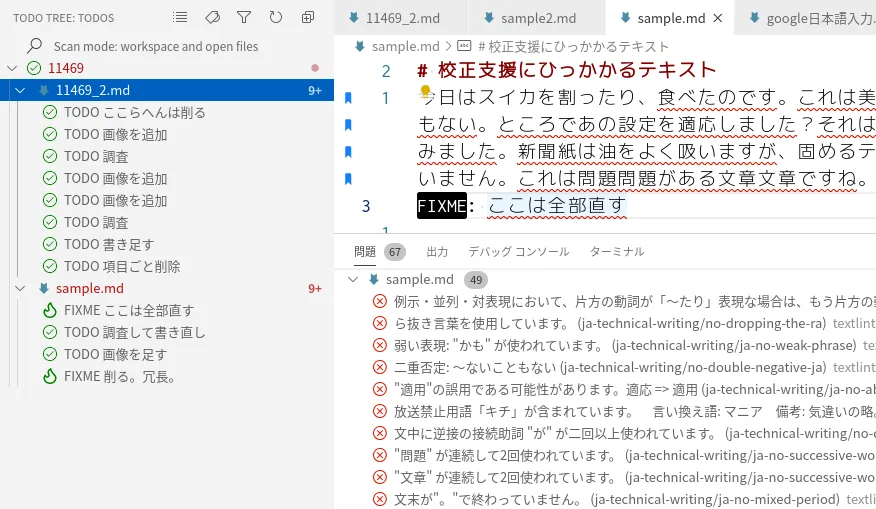 TODO TREE: TODOS
Scan mode: workspace and open files
11469
11469_2.md 9+
TODO ここらへんは削る
TODO 画像を追加
TODO 調査
TODO 画像を追加
TODO 画像を追加
TODO 調査
TODO 書き足す
TODO 項目ごと削除
sample.md 9+
FIXME ここは全部直す
TODO 調査して書き直し
TODO 画像を足す
FIXME 削る。冗長。
11469_2.md sample2.md sample.md google日本語入力.
sample.md # 校正支援にひっかかるテキスト
2 # 校正支援にひっかかるテキスト
1 今日はスイカを割ったり、食べたのです。これは美
もない。ところであの設定を適応しました？それは
みました。新聞紙は油をよく吸いますが、固めるテ
いません。これは問題問題がある文章文章ですね。
3 FIXME: ここは全部直す
1
問題 67 出力 デバッグ コンソール ターミナル
sample.md 49
例示・並列・対表現において、片方の動詞が「～たり」表現な場合は、もう片方の
ら抜き言葉を使用しています。 (ja-technical-writing/no-dropping-the-ra) textlint
弱い表現: "かも" が使われています。 (ja-technical-writing/ja-no-weak-phrase) te
二重否定: 〜ないこともない (ja-technical-writing/no-double-negative-ja) textlint
"適用"の誤用である可能性があります。適応 => 適用 (ja-technical-writing/ja-no-ab
放送禁止用語「キチ」が含まれています。 言い換え語: マニア 備考: 気違いの略。
文中に逆接の接続助詞 "が" が二回以上使われています。 (ja-technical-writing/no-
"問題" が連続して2回使われています。 (ja-technical-writing/ja-no-successive-wo
"文章" が連続して2回使われています。 (ja-technical-writing/ja-no-successive-wo
文末が"。"で終わっていません。 (ja-technical-writing/ja-no-mixed-period) textlint